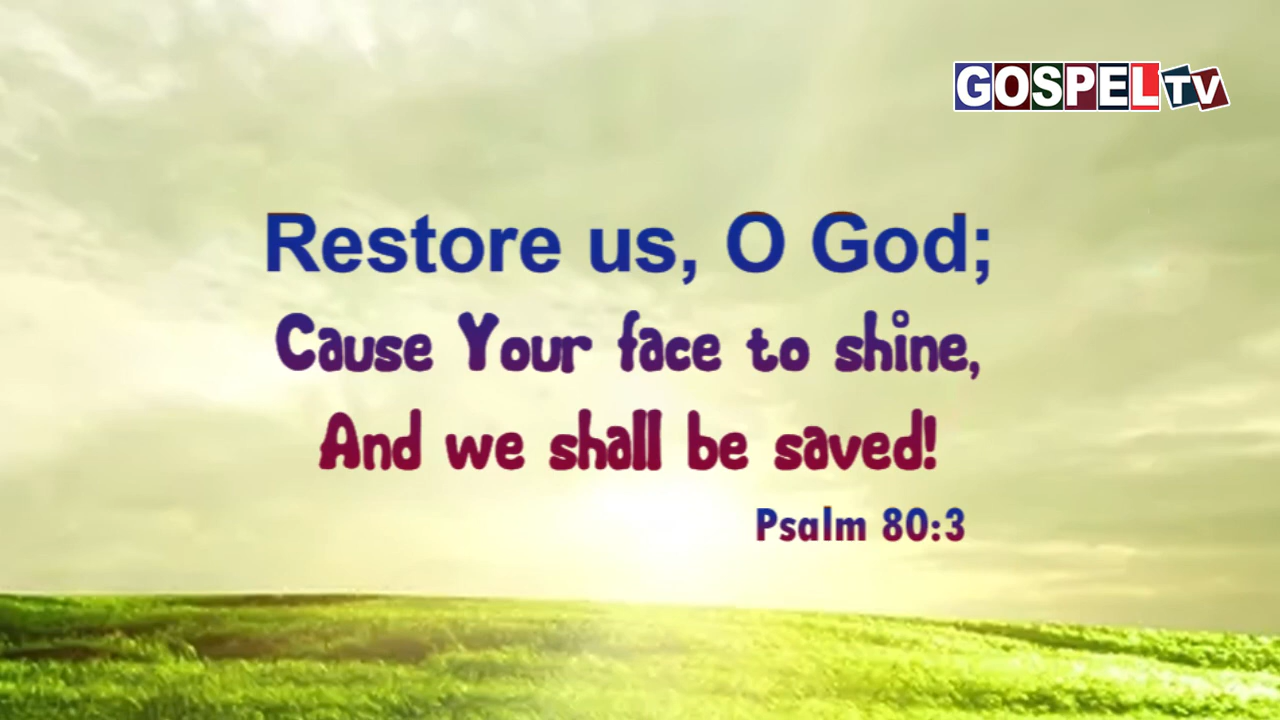 GOSPEL TV
Restore us, O God;
Cause Your face to shine,
And we shall be saved!
Psalm 80:3